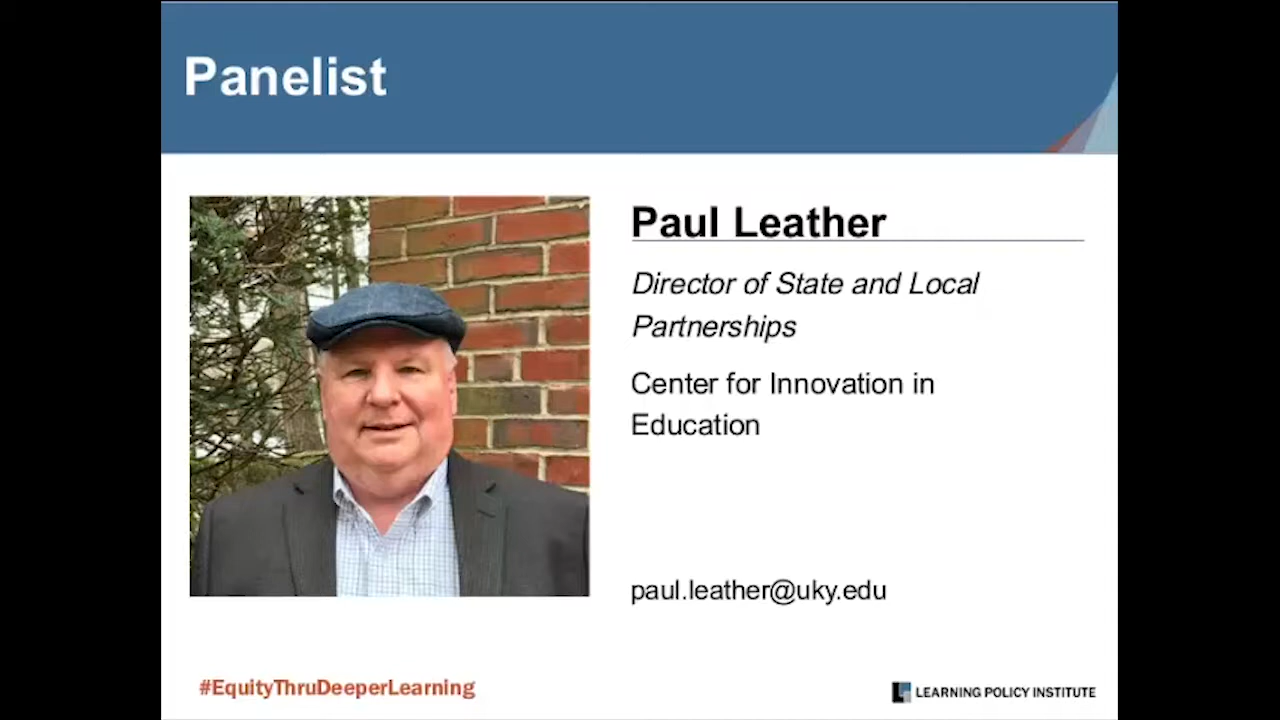 Panelist
Paul Leather
Director of State and Local
Partnerships
Center for Innovation in
Education
paul.leather@uky.edu
#EquityThruDeeperLearning
LEARNING POLICY INSTITUTE